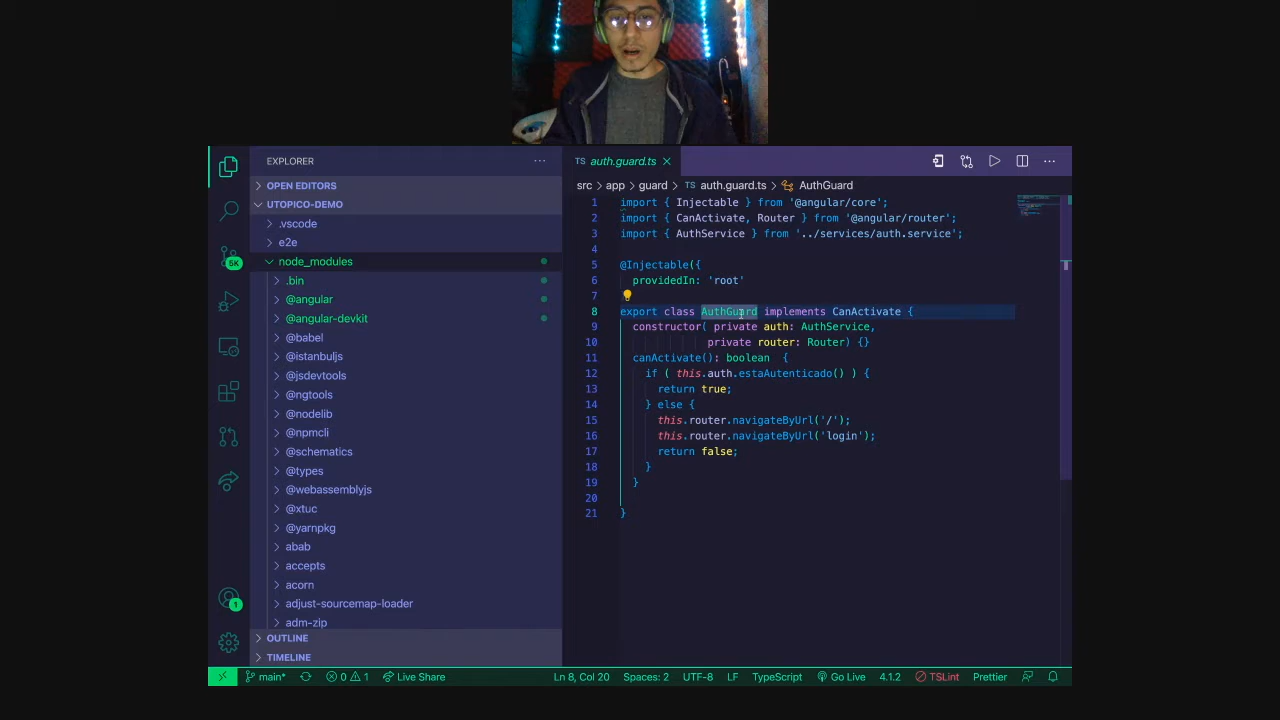 EXPLORER
OPEN EDITORS
UTOPICO-DEMO
.vscode
e2e
node_modules
.bin
@angular
@angular-devkit
@babel
@istanbuljs
@jsdevtools
@ngtools
@nodelib
@npmcli
@schematics
@types
@webassemblyjs
@xtuc
@yarnpkg
abab
accepts
acorn
adjust-sourcemap-loader
adm-zip
OUTLINE
TIMELINE
5K
1
TS auth.guard.ts
src > app > guard > TS auth.guard.ts > AuthGuard
1 import { Injectable } from '@angular/core';
2 import { CanActivate, Router } from '@angular/router';
3 import { AuthService } from '../services/auth.service';
4
5 @Injectable({
6 providedIn: 'root'
7
8 export class AuthGuard implements CanActivate {
9 constructor( private auth: AuthService,
10 private router: Router) {}
11 canActivate(): boolean {
12 if ( this.auth.estaAutenticado() ) {
13 return true;
14 } else {
15 this.router.navigateByUrl('/');
16 this.router.navigateByUrl('login');
17 return false;
18 }
19 }
20
21 }
main* 0 1 Live Share Ln 8, Col 20 Spaces: 2 UTF-8 LF TypeScript Go Live 4.1.2 TSLint Prettier